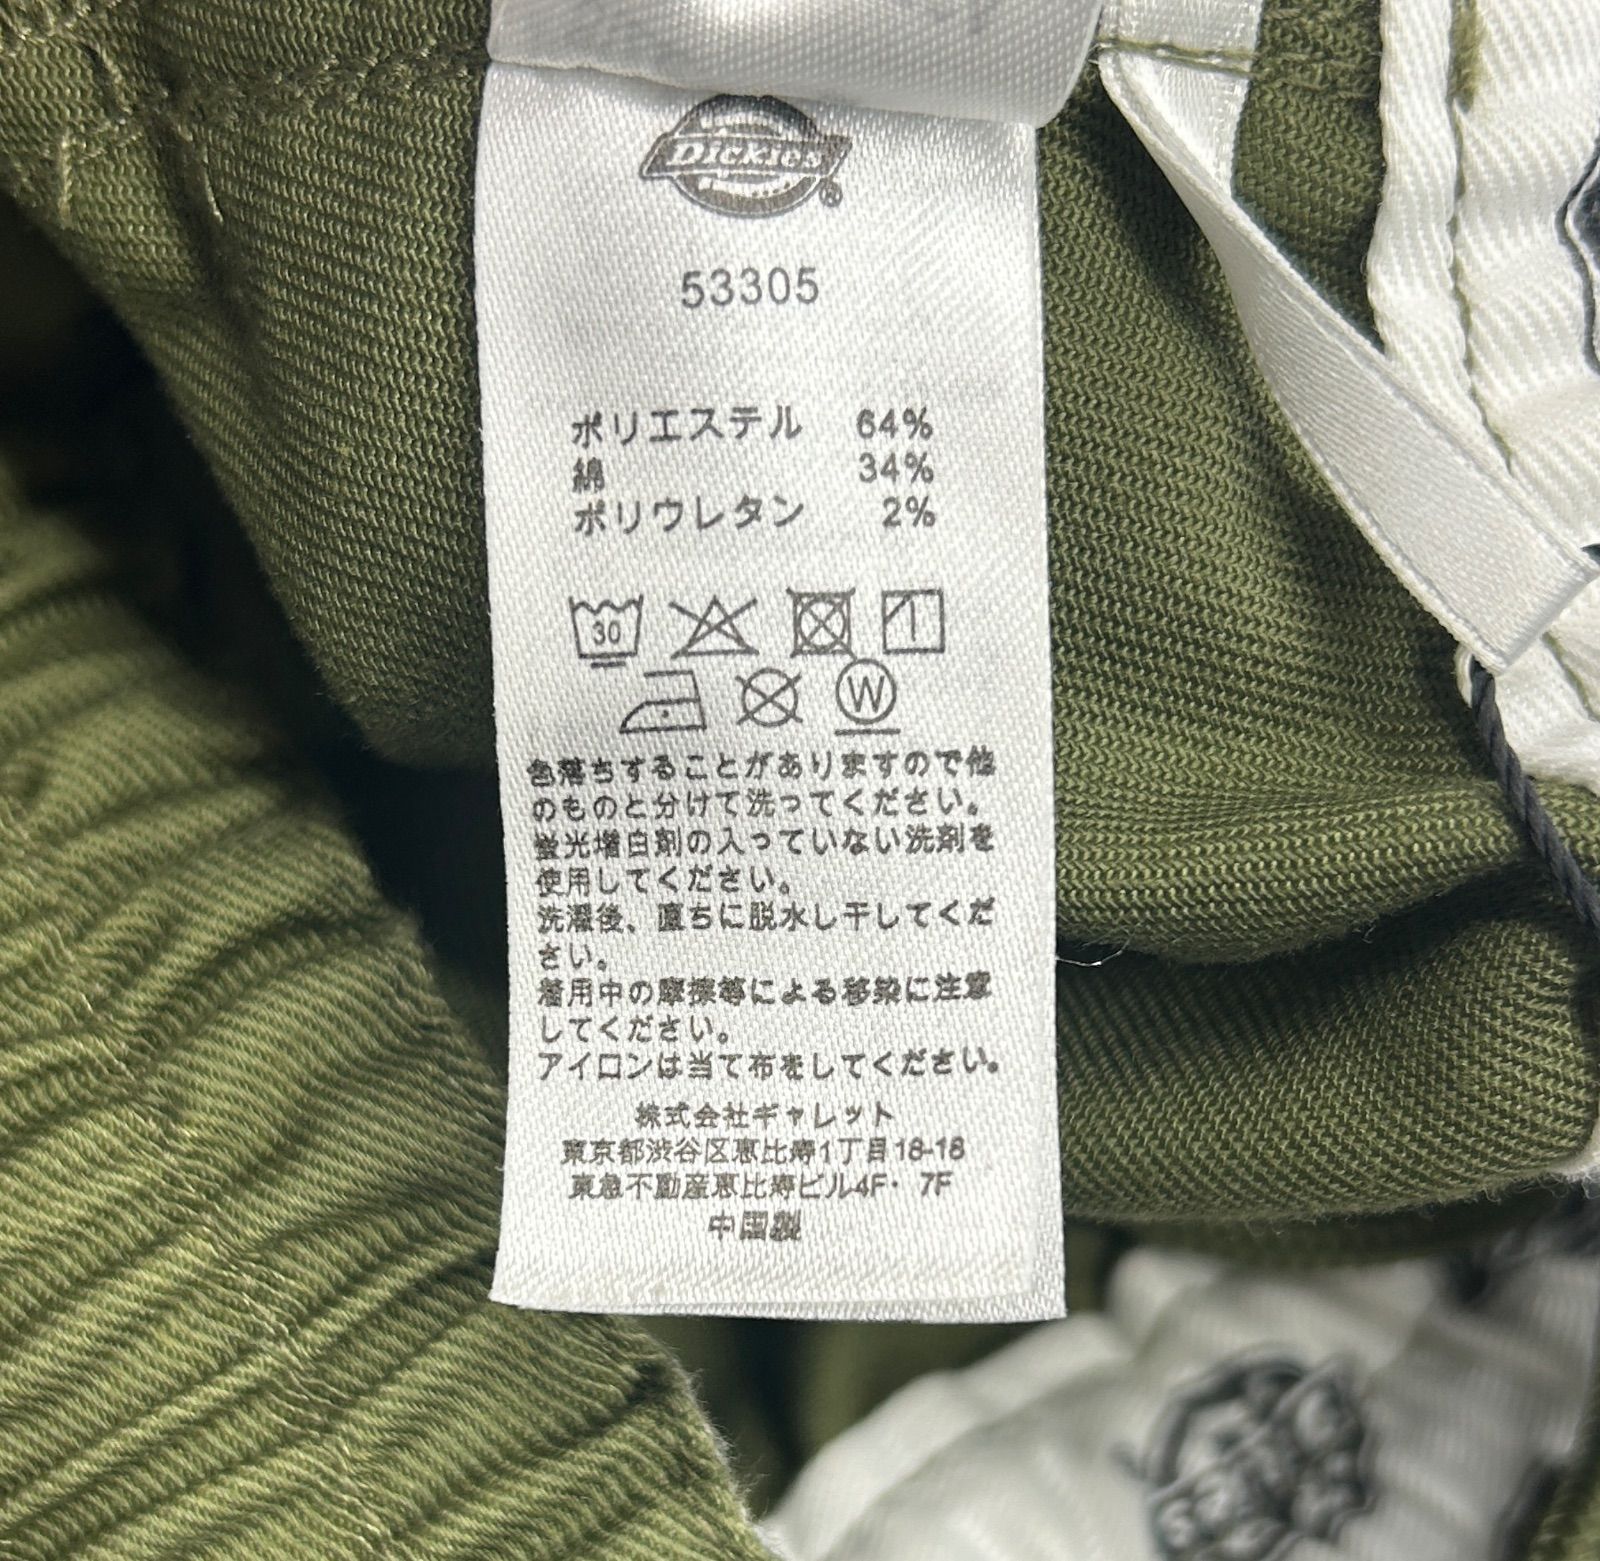 Dickies®
53305
ポリエステル 64%
綿 34%
ポリウレタン 2%
30
W
色落ちすることがありますので他
のものと分けて洗ってください。
蛍光増白剤の入っていない洗剤を
使用してください。
洗濯後、直ちに脱水し干してくだ
さい。
着用中の摩擦等による移染に注意
してください。
アイロンは当て布をしてください。
株式会社ギャレット
東京都渋谷区恵比寿1丁目18-18
東急不動産恵比寿ビル4F・7F
中国製